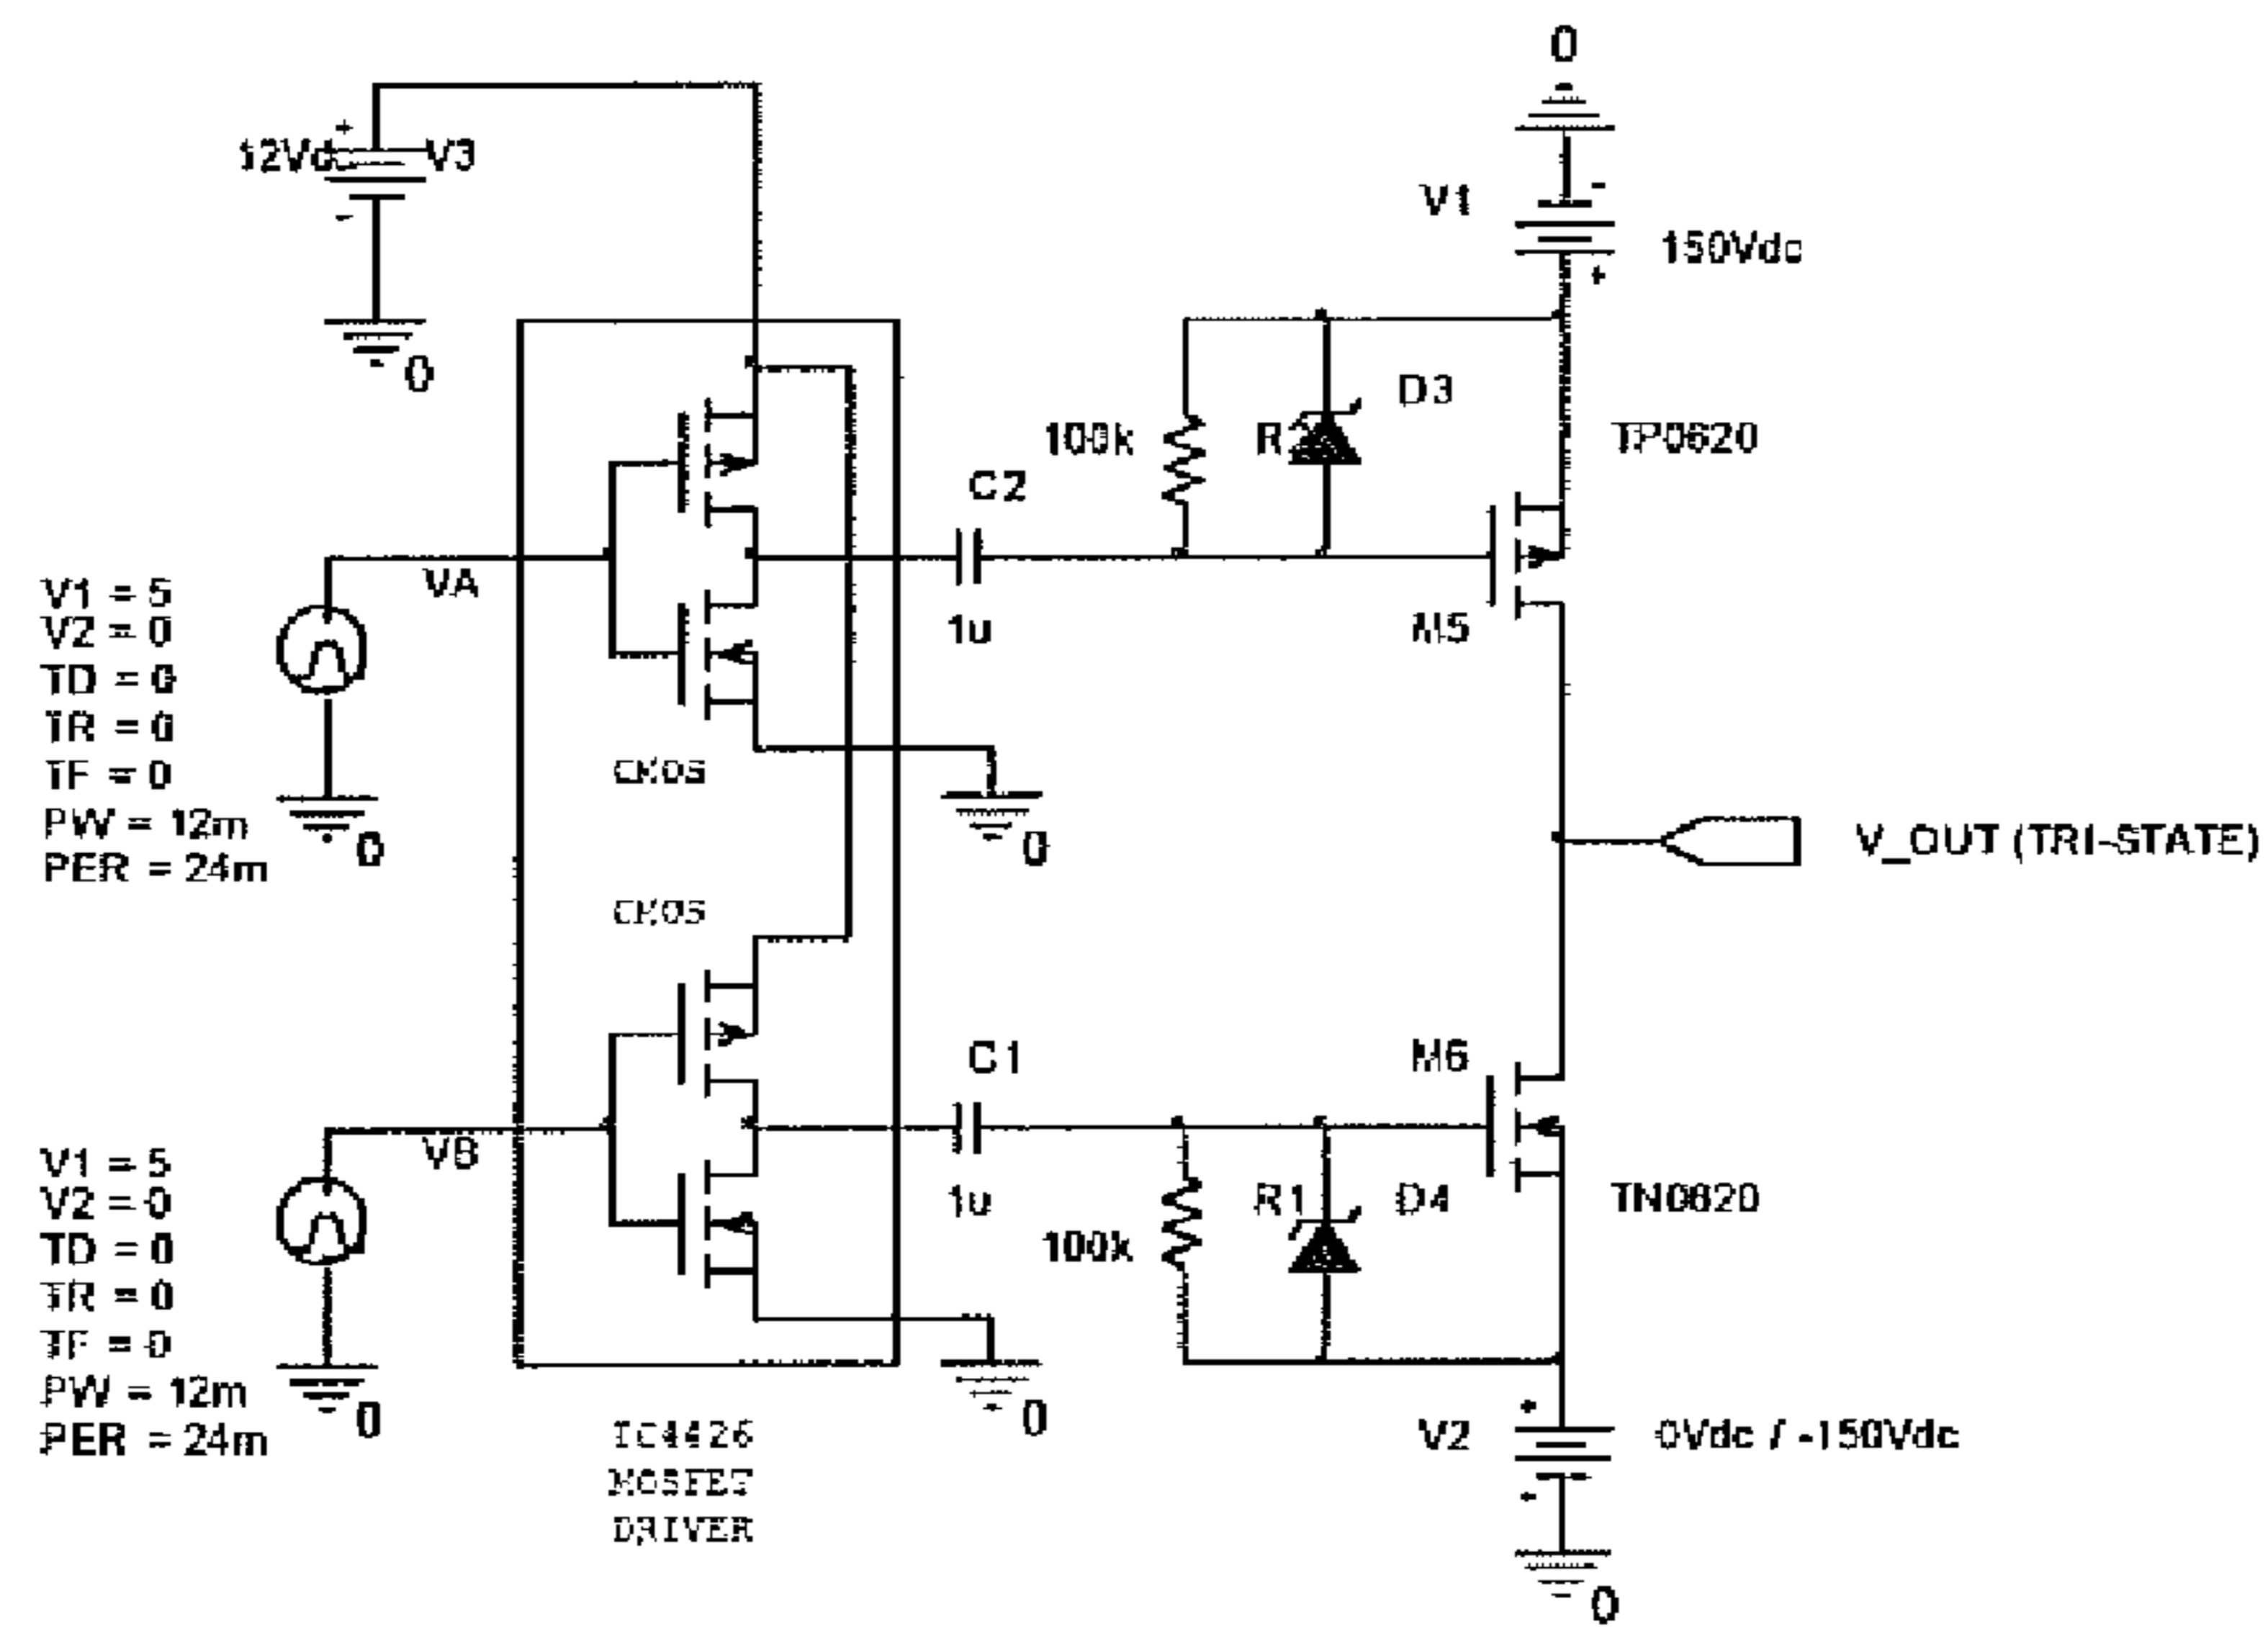 0
+
12Vdc
V3
-
0
V1
-
150Vdc
+
D3
100k
R
TP0620
C2
1u
M5
VA
V1 = 5
V2 = 0
TD = 0
TR = 0
TF = 0
PW = 12m
PER = 24m
0
CMOS
0
V_OUT (TRI-STATE)
CMOS
C1
M6
VB
V1 = 5
V2 = 0
TD = 0
TR = 0
TF = 0
PW = 12m
PER = 24m
0
1u
100k
R1
D4
TN0620
TC4426
MOSFET
DRIVER
0
+
V2
0Vdc / -150Vdc
+
0